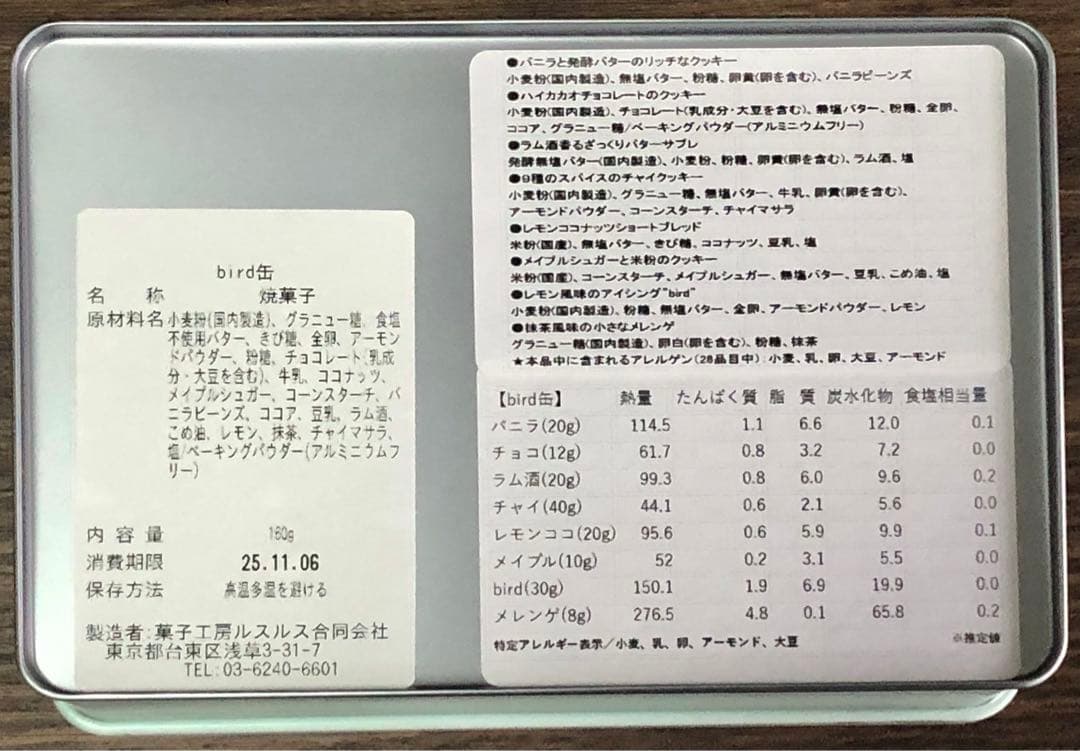 bird缶
名 称 焼菓子
原材料名 小麦粉(国内製造)、グラニュー糖、食塩
不使用バター、きび糖、全卵、アーモン
ドパウダー、粉糖、チョコレート(乳成
分・大豆を含む)、牛乳、ココナッツ、
メイプルシュガー、コーンスターチ、バ
ニラビーンズ、ココア、豆乳、ラム酒、
こめ油、レモン、抹茶、チャイマサラ、
塩/ベーキングパウダー(アルミニウムフ
リー)
内容量 160g
消費期限 25.11.06
保存方法 高温多湿を避ける
製造者:菓子工房ルスルス合同会社
東京都台東区浅草3-31-7
TEL:03-6240-6601
●バニラと発酵バターのリッチなクッキー
小麦粉(国内製造)、無塩バター、粉糖、卵黄(卵を含む)、バニラビーンズ
●ハイカカオチョコレートのクッキー
小麦粉(国内製造)、チョコレート(乳成分・大豆を含む)、無塩バター、粉糖、全卵、
ココア、グラニュー糖/ベーキングパウダー(アルミニウムフリー)
●ラム酒香るざっくりバターサブレ
発酵無塩バター(国内製造)、小麦粉、粉糖、卵黄(卵を含む)、ラム酒、塩
●9種のスパイスのチャイクッキー
小麦粉(国内製造)、グラニュー糖、無塩バター、牛乳、卵黄(卵を含む)、
アーモンドパウダー、コーンスターチ、チャイマサラ
●レモンココナッツショートブレッド
米粉(国産)、無塩バター、きび糖、ココナッツ、豆乳、塩
●メイプルシュガーと米粉のクッキー
米粉(国産)、コーンスターチ、メイプルシュガー、無塩バター、豆乳、こめ油、塩
●レモン風味のアイシング"bird"
小麦粉(国内製造)、粉糖、無塩バター、全卵、アーモンドパウダー、レモン
●抹茶風味の小さなメレンゲ
グラニュー糖(国内製造)、卵白(卵を含む)、粉糖、抹茶
★本品中に含まれるアレルゲン(28品目中):小麦、乳、卵、大豆、アーモンド
【bird缶】 熱量 たんぱく質 脂 質 炭水化物 食塩相当量
バニラ(20g) 114.5 1.1 6.6 12.0 0.1
チョコ(12g) 61.7 0.8 3.2 7.2 0.0
ラム酒(20g) 99.3 0.8 6.0 9.6 0.2
チャイ(40g) 44.1 0.6 2.1 5.6 0.0
レモンココ(20g) 95.6 0.6 5.9 9.9 0.1
メイプル(10g) 52 0.2 3.1 5.5 0.0
bird(30g) 150.1 1.9 6.9 19.9 0.0
メレンゲ(8g) 276.5 4.8 0.1 65.8 0.2
特定アレルギー表示/小麦、乳、卵、アーモンド、大豆
※推定値